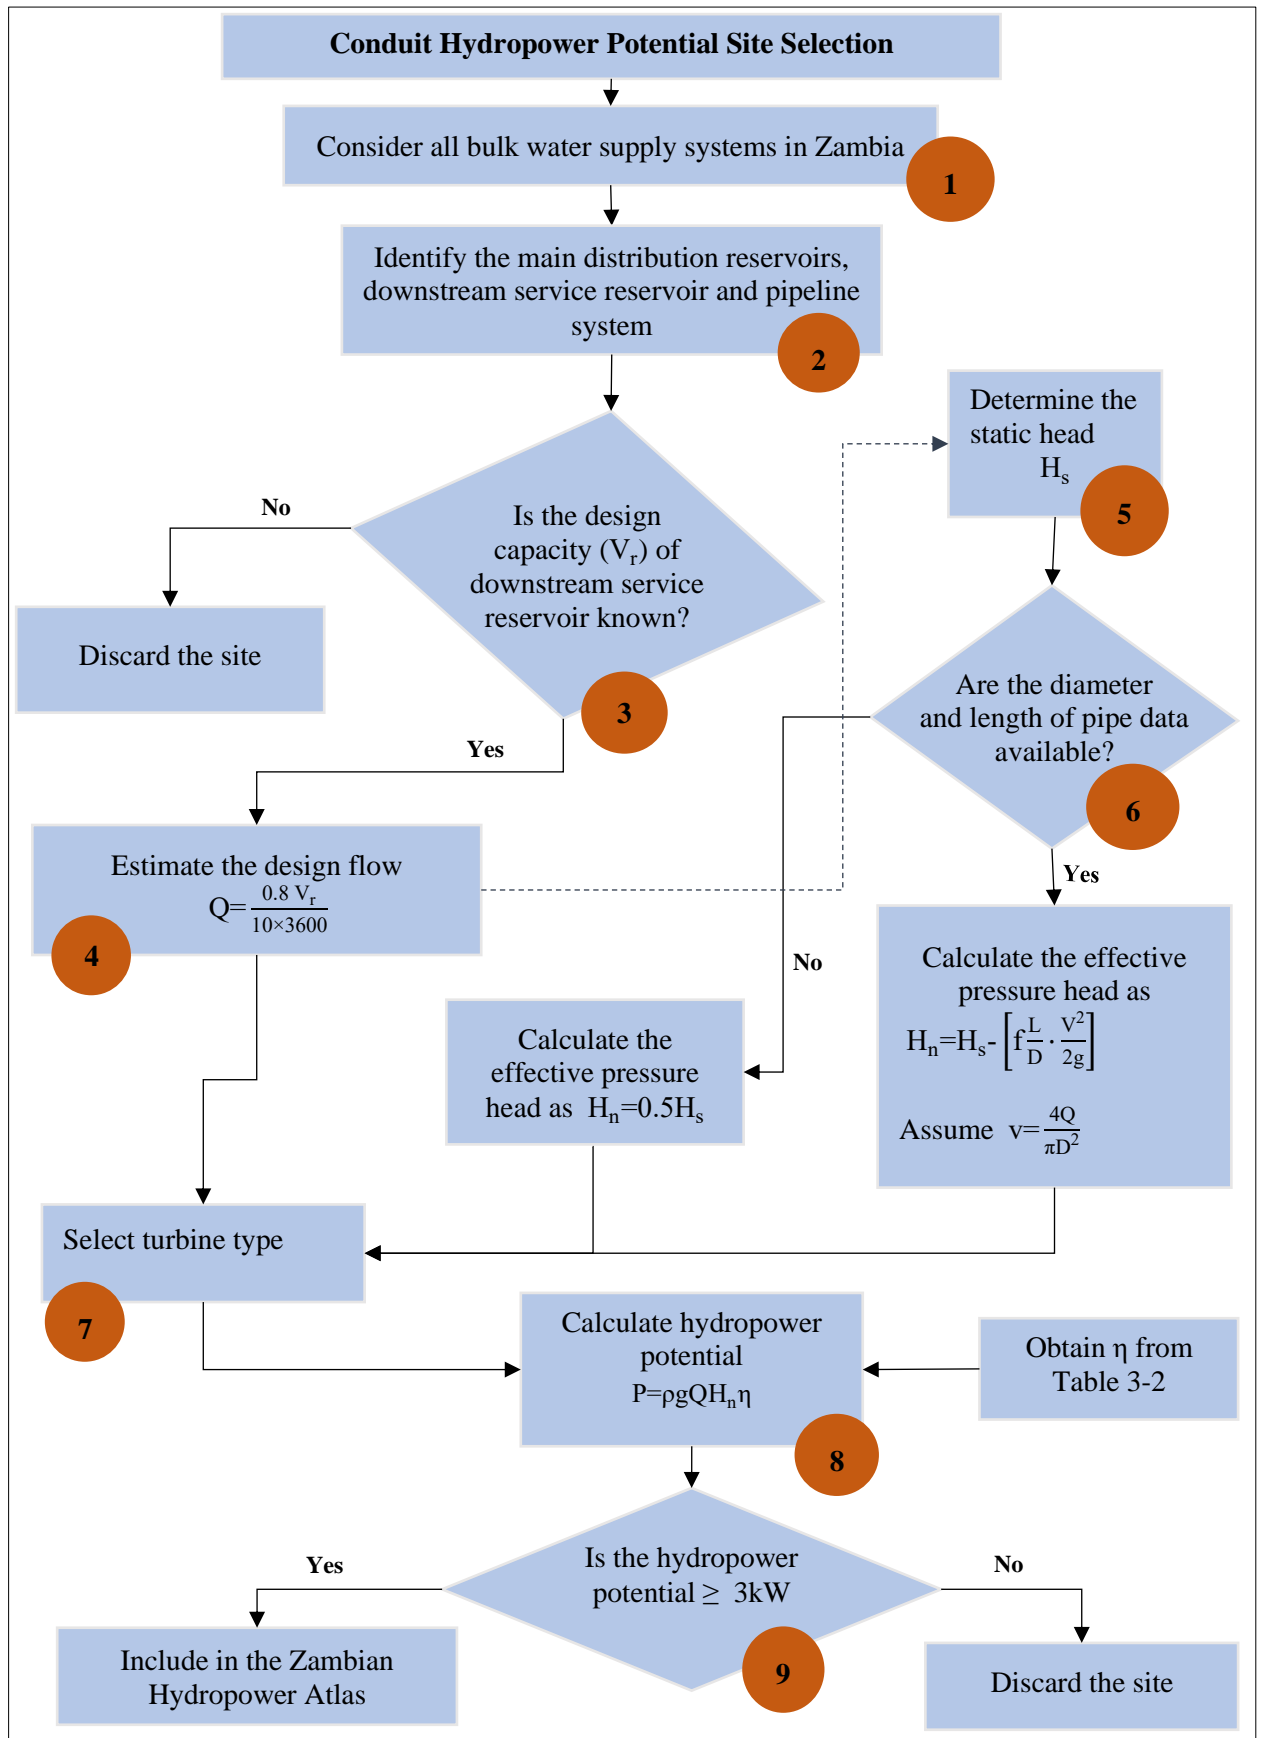 Conduit Hydropower Potential Site Selection
Consider all bulk water supply systems in Zambia
1
Identify the main distribution reservoirs,
downstream service reservoir and pipeline
system
2
Is the design
capacity (Vᵣ) of
downstream service
reservoir known?
3
No
Discard the site
Yes
Estimate the design flow
Q=0.8 Vᵣ/10×3600
4
Determine the
static head
Hₛ
5
Are the diameter
and length of pipe data
available?
6
No
Calculate the
effective pressure
head as Hₙ=0.5Hₛ
Yes
Calculate the effective
pressure head as
Hₙ=Hₛ-[f L/D · V²/2g]
Assume v=4Q/πD²
Select turbine type
7
Calculate hydropower
potential
P=ρgQHₙη
8
Obtain η from
Table 3-2
Is the hydropower
potential ≥ 3kW
9
Yes
Include in the Zambian
Hydropower Atlas
No
Discard the site